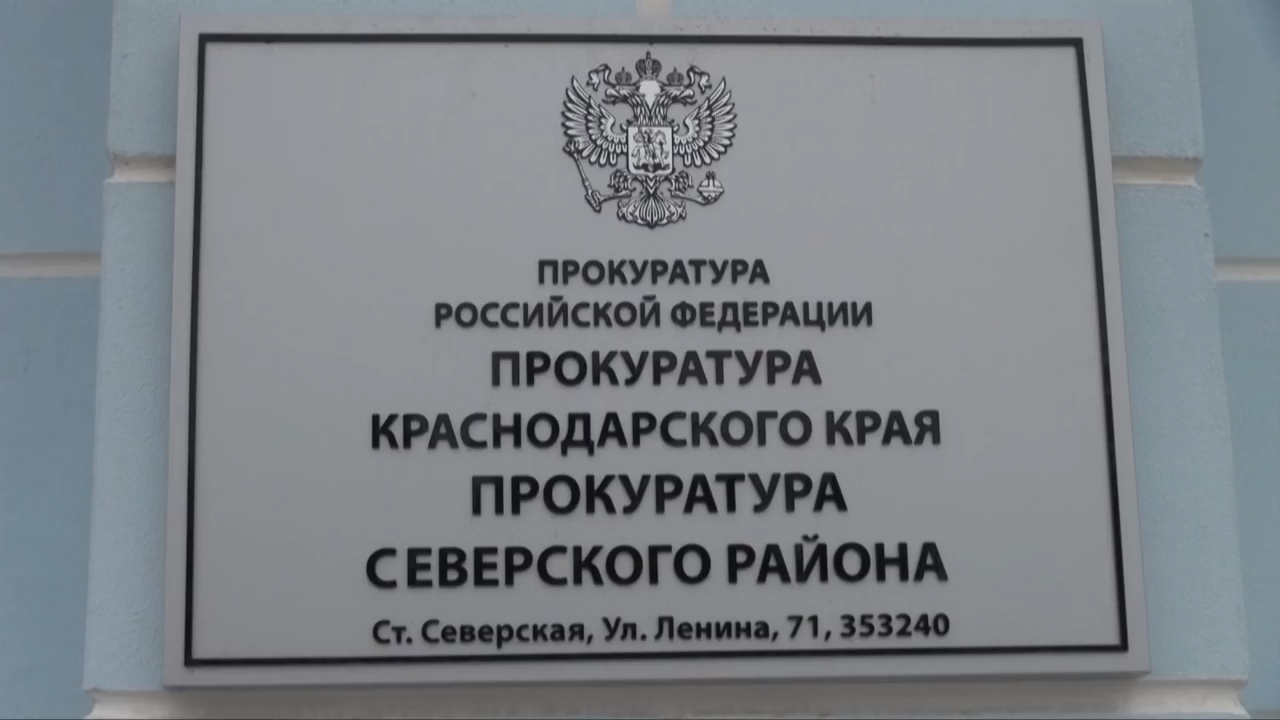 ПРОКУРАТУРА
РОССИЙСКОЙ ФЕДЕРАЦИИ
ПРОКУРАТУРА
КРАСНОДАРСКОГО КРАЯ
ПРОКУРАТУРА
СЕВЕРСКОГО РАЙОНА
Ст. Северская, Ул. Ленина, 71, 353240